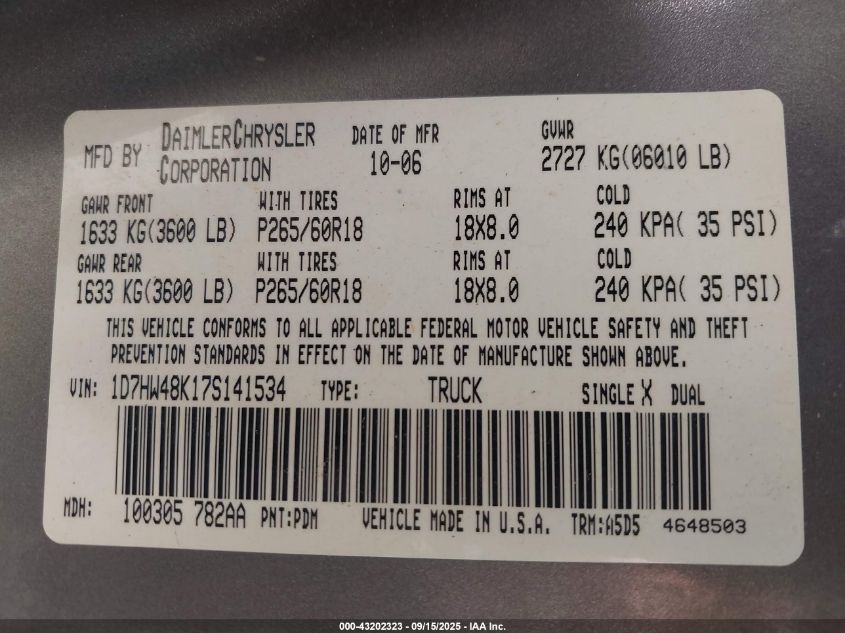 MFD BY DAIMLERCHRYSLER CORPORATION DATE OF MFR 10-06 GVWR 2727 KG(06010 LB)
GAWR FRONT WITH TIRES RIMS AT COLD
1633 KG(3600 LB) P265/60R18 18X8.0 240 KPA( 35 PSI)
GAWR REAR WITH TIRES RIMS AT COLD
1633 KG(3600 LB) P265/60R18 18X8.0 240 KPA( 35 PSI)
THIS VEHICLE CONFORMS TO ALL APPLICABLE FEDERAL MOTOR VEHICLE SAFETY AND THEFT
PREVENTION STANDARDS IN EFFECT ON THE DATE OF MANUFACTURE SHOWN ABOVE.
VIN: 1D7HW48K17S141534 TYPE: TRUCK SINGLE X DUAL
MDH: 100305 782AA PNT:PDM VEHICLE MADE IN U.S.A. TRM:A5D5 4648503
000-43202323 - 09/15/2025 - IAA Inc.